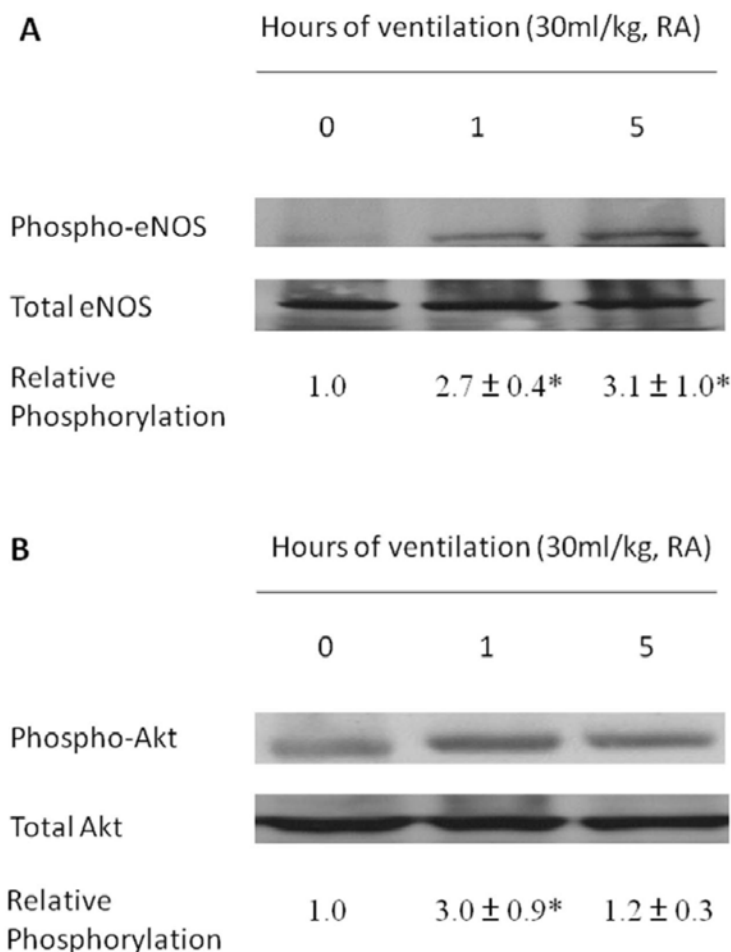 A
Hours of ventilation (30ml/kg, RA)
0 1 5
Phospho-eNOS
Total eNOS
Relative
Phosphorylation
1.0 2.7 ± 0.4* 3.1 ± 1.0*
B
Hours of ventilation (30ml/kg, RA)
0 1 5
Phospho-Akt
Total Akt
Relative
Phosphorylation
1.0 3.0 ± 0.9* 1.2 ± 0.3